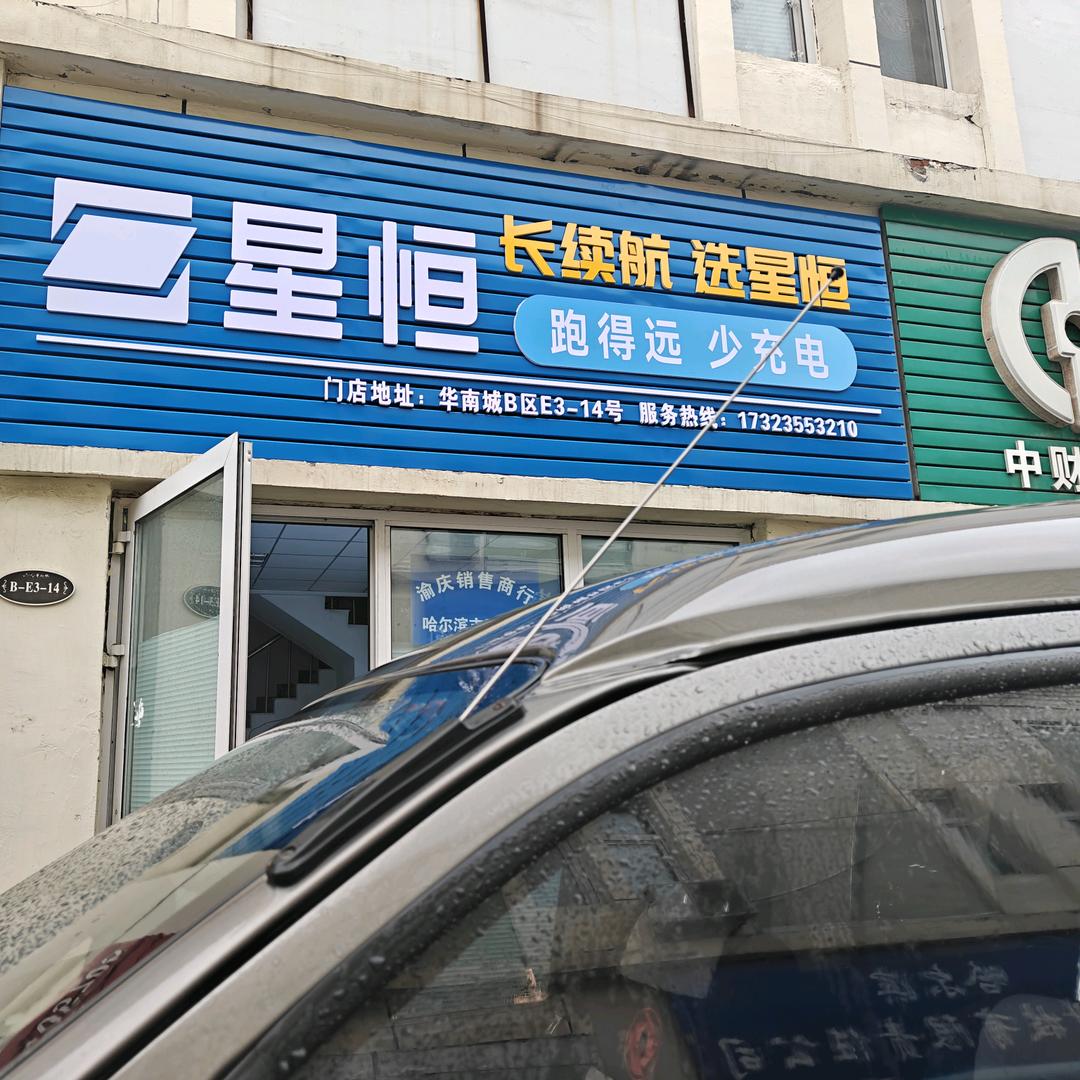 星恒
长续航 选星恒
跑得远 少充电
门店地址：华南城B区E3-14号 服务热线：17323553210
中财
B-E3-14
渝庆销售商行
哈尔滨市